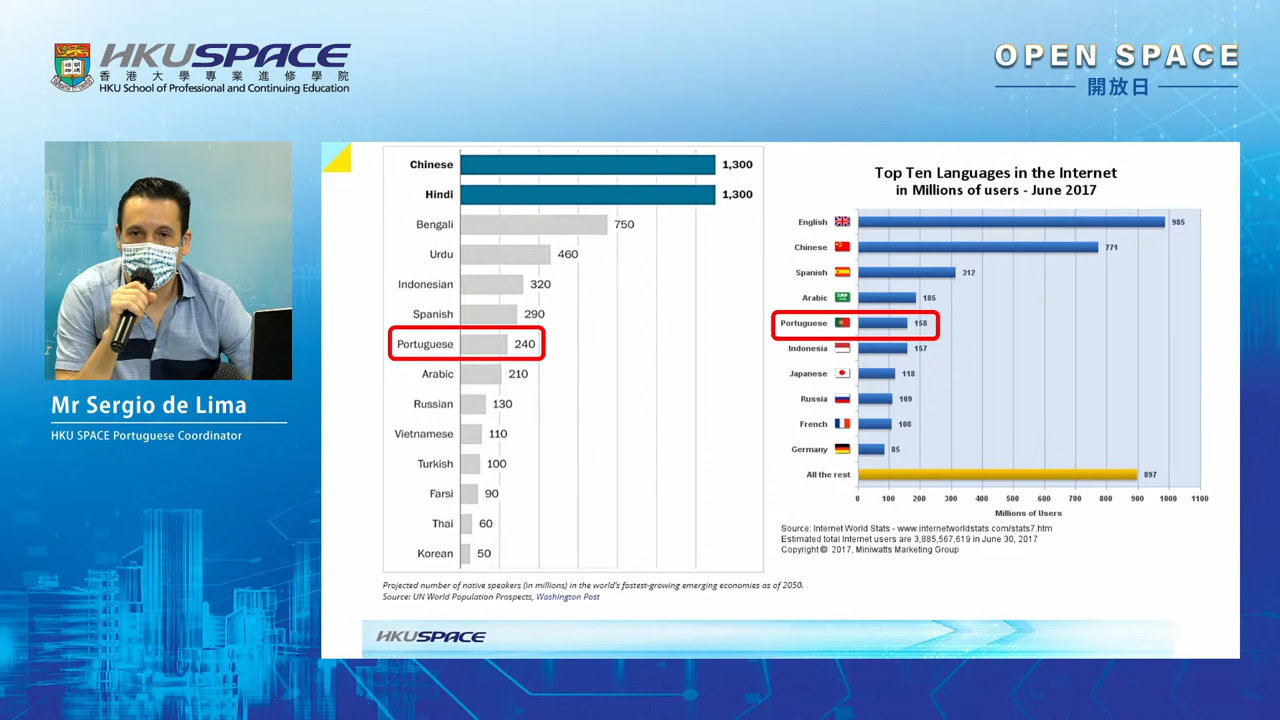 HKUSPACE
香港大學專業進修學院
HKU School of Professional and Continuing Education
OPEN SPACE
開放日
Mr Sergio de Lima
HKU SPACE Portuguese Coordinator
Chinese 1,300
Hindi 1,300
Bengali 750
Urdu 460
Indonesian 320
Spanish 290
Portuguese 240
Arabic 210
Russian 130
Vietnamese 110
Turkish 100
Farsi 90
Thai 60
Korean 50
Projected number of native speakers (in millions) in the world's fastest-growing emerging economies as of 2050.
Source: UN World Population Prospects, Washington Post
Top Ten Languages in the Internet
in Millions of users - June 2017
English 985
Chinese 771
Spanish 312
Arabic 185
Portuguese 158
Indonesia 157
Japanese 118
Russia 109
French 108
Germany 85
All the rest 897
0 100 200 300 400 500 600 700 800 900 1000 1100
Millions of Users
Source: Internet World Stats - www.internetworldstats.com/stats7.htm
Estimated total Internet users are 3,885,567,619 in June 30, 2017
Copyright © 2017, Miniwatts Marketing Group
HKUSPACE